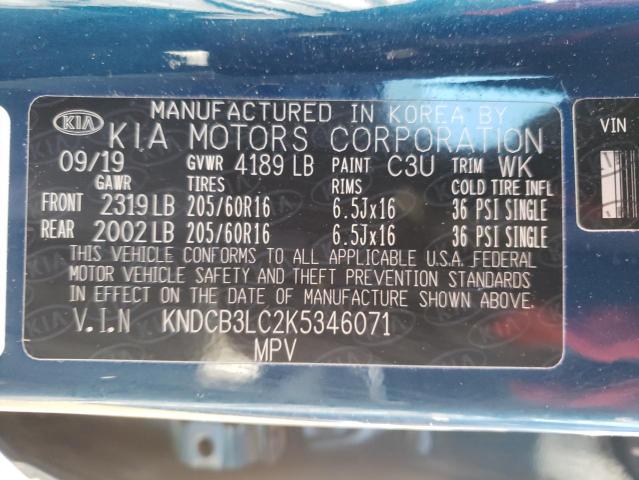 MANUFACTURED IN KOREA BY
KIA KIA MOTORS CORPORATION
09/19 GVWR 4189 LB PAINT C3U TRIM WK
GAWR TIRES RIMS COLD TIRE INFL
FRONT 2319 LB 205/60R16 6.5Jx16 36 PSI SINGLE
REAR 2002 LB 205/60R16 6.5Jx16 36 PSI SINGLE
THIS VEHICLE CONFORMS TO ALL APPLICABLE U.S.A. FEDERAL
MOTOR VEHICLE SAFETY AND THEFT PREVENTION STANDARDS
IN EFFECT ON THE DATE OF MANUFACTURE SHOWN ABOVE.
V.I.N KNDCB3LC2K5346071
MPV
VIN